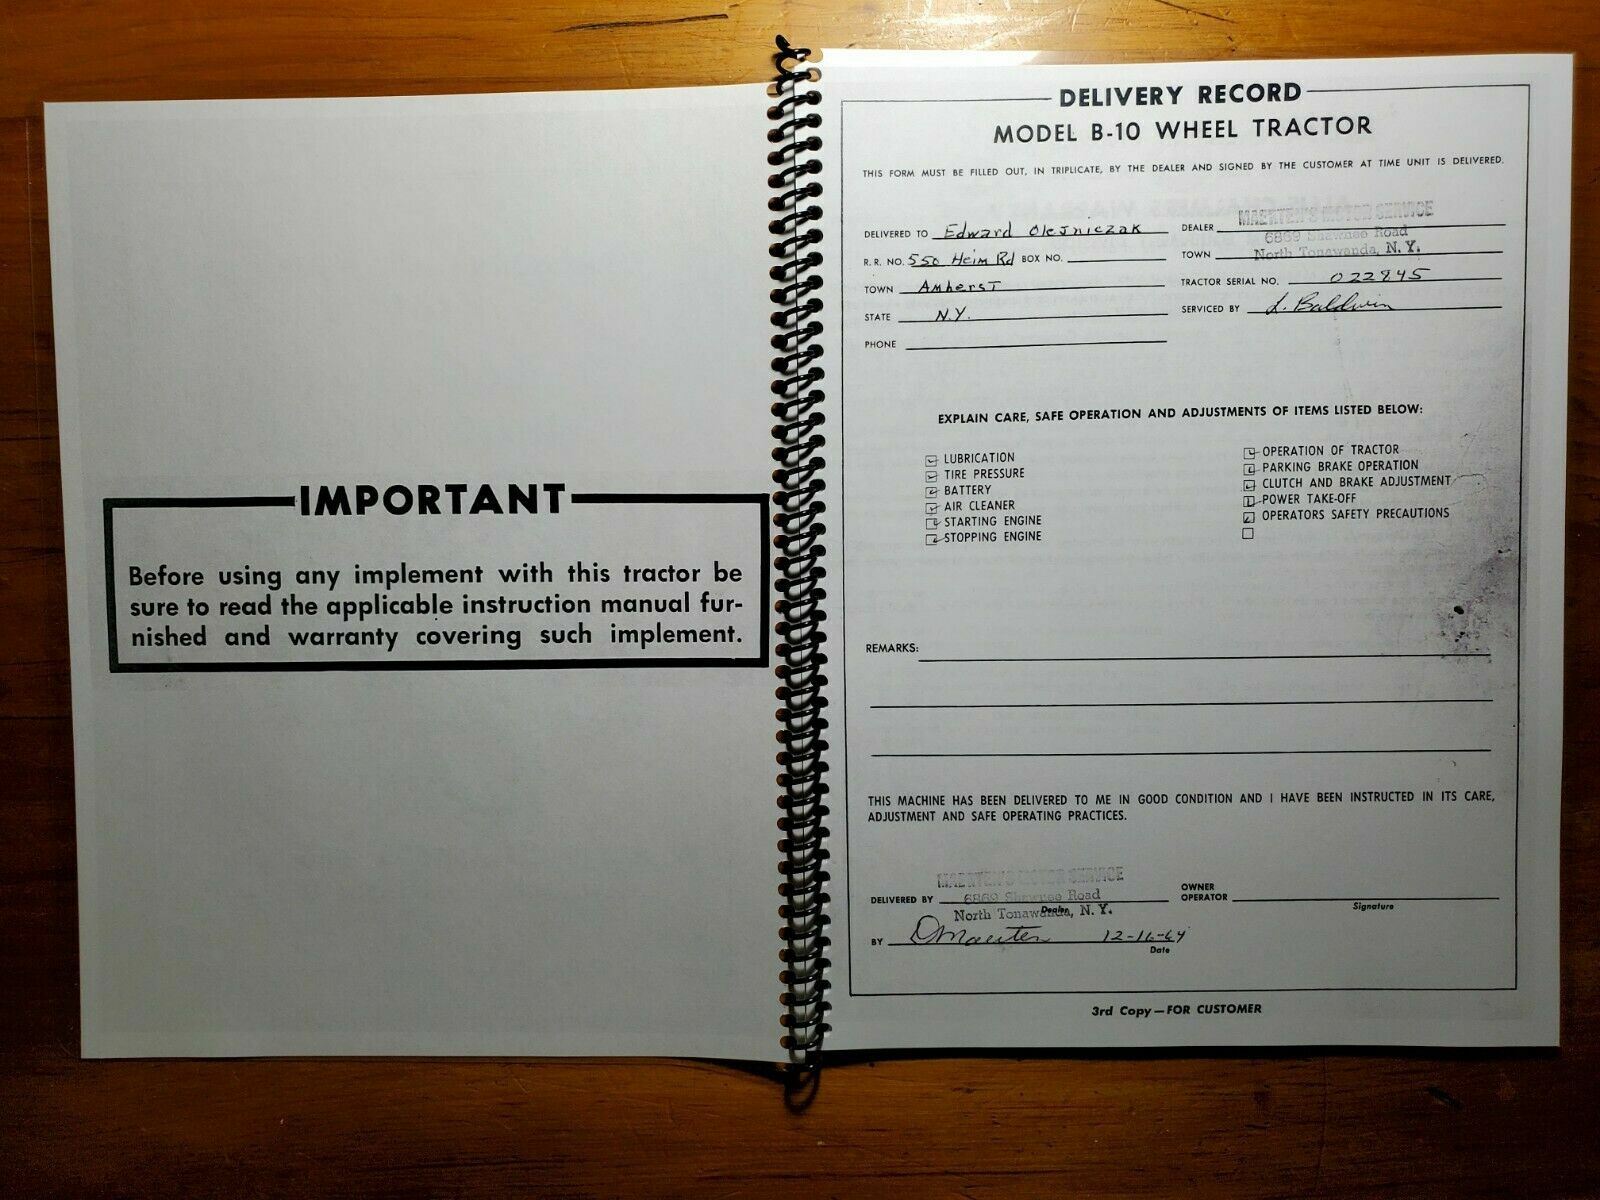 IMPORTANT
Before using any implement with this tractor be
sure to read the applicable instruction manual fur-
nished and warranty covering such implement.
DELIVERY RECORD
MODEL B-10 WHEEL TRACTOR
THIS FORM MUST BE FILLED OUT, IN TRIPLICATE, BY THE DEALER AND SIGNED BY THE CUSTOMER AT TIME UNIT IS DELIVERED.
DELIVERED TO Edward Olejniczak
R.R. NO. 550 Heim Rd BOX NO.
TOWN Amherst
STATE N.Y.
PHONE
DEALER MAERTEN'S MOTOR SERVICE
6869 Shawnee Road
TOWN North Tonawanda, N. Y.
TRACTOR SERIAL NO. 022845
SERVICED BY L. Baldwin
EXPLAIN CARE, SAFE OPERATION AND ADJUSTMENTS OF ITEMS LISTED BELOW:
LUBRICATION
TIRE PRESSURE
BATTERY
AIR CLEANER
STARTING ENGINE
STOPPING ENGINE
OPERATION OF TRACTOR
PARKING BRAKE OPERATION
CLUTCH AND BRAKE ADJUSTMENT
POWER TAKE-OFF
OPERATORS SAFETY PRECAUTIONS
REMARKS:
THIS MACHINE HAS BEEN DELIVERED TO ME IN GOOD CONDITION AND I HAVE BEEN INSTRUCTED IN ITS CARE,
ADJUSTMENT AND SAFE OPERATING PRACTICES.
MAERTEN'S MOTOR SERVICE
DELIVERED BY 6869 Shawnee Road
Dealer
North Tonawanda, N. Y.
BY D Maerten 12-16-64
Date
OWNER
OPERATOR
Signature
3rd Copy—FOR CUSTOMER